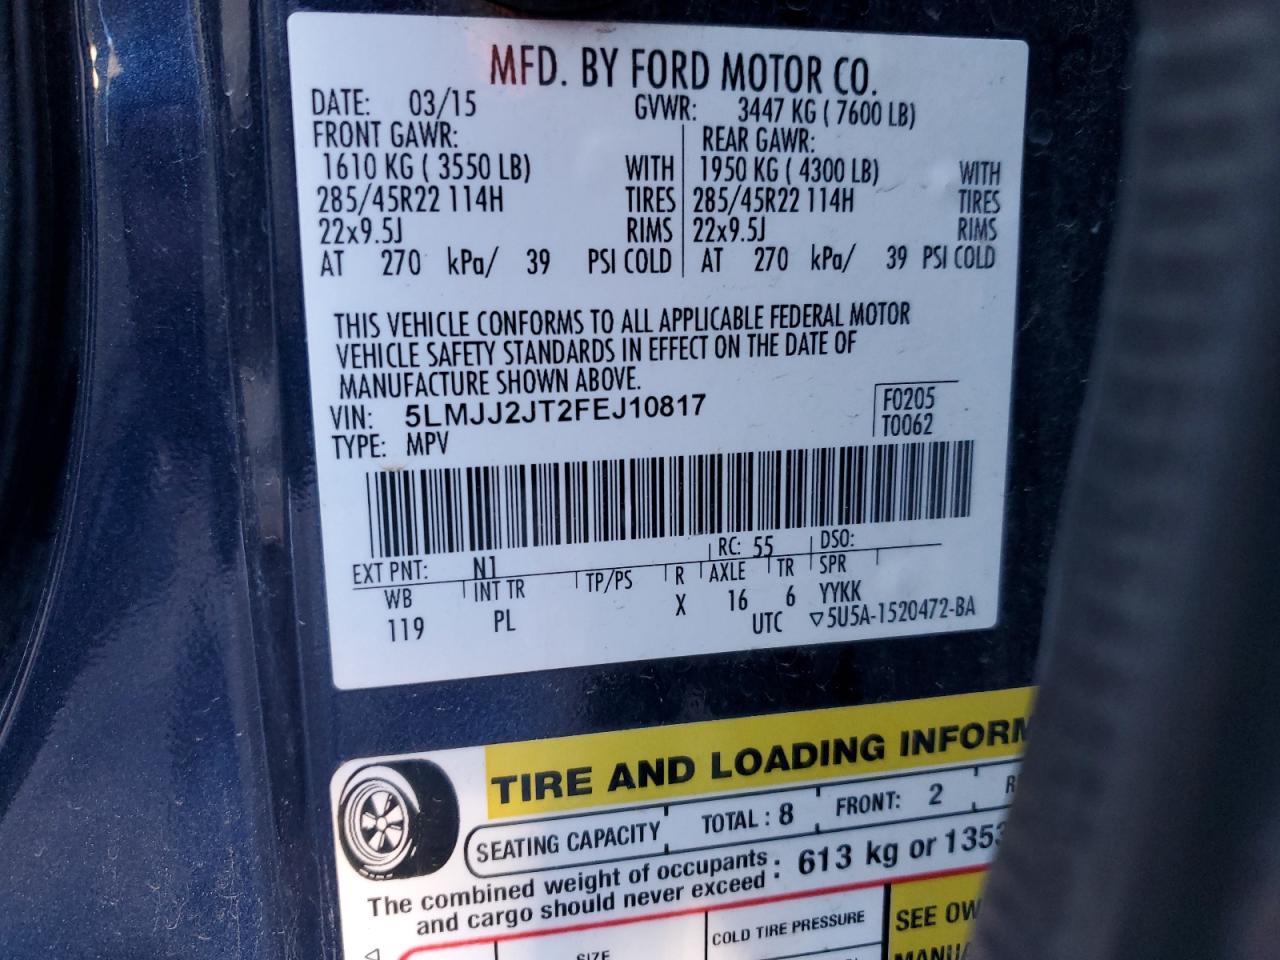 MFD. BY FORD MOTOR CO.
DATE: 03/15 GVWR: 3447 KG ( 7600 LB)
FRONT GAWR: REAR GAWR:
1610 KG ( 3550 LB) WITH 1950 KG ( 4300 LB) WITH
285/45R22 114H TIRES 285/45R22 114H TIRES
22x9.5J RIMS 22x9.5J RIMS
AT 270 kPa/ 39 PSI COLD AT 270 kPa/ 39 PSI COLD
THIS VEHICLE CONFORMS TO ALL APPLICABLE FEDERAL MOTOR
VEHICLE SAFETY STANDARDS IN EFFECT ON THE DATE OF
MANUFACTURE SHOWN ABOVE.
VIN: 5LMJJ2JT2FEJ10817 F0205
TYPE: MPV T0062
EXT PNT: N1 RC: 55 DSO:
WB INT TR TP/PS R AXLE TR SPR
119 PL X 16 6 YYKK
UTC ▽5U5A-1520472-BA
TIRE AND LOADING INFORM
SEATING CAPACITY TOTAL : 8 FRONT: 2 R
The combined weight of occupants : 613 kg or 1353
and cargo should never exceed :
SIZE COLD TIRE PRESSURE SEE OW
MANUA